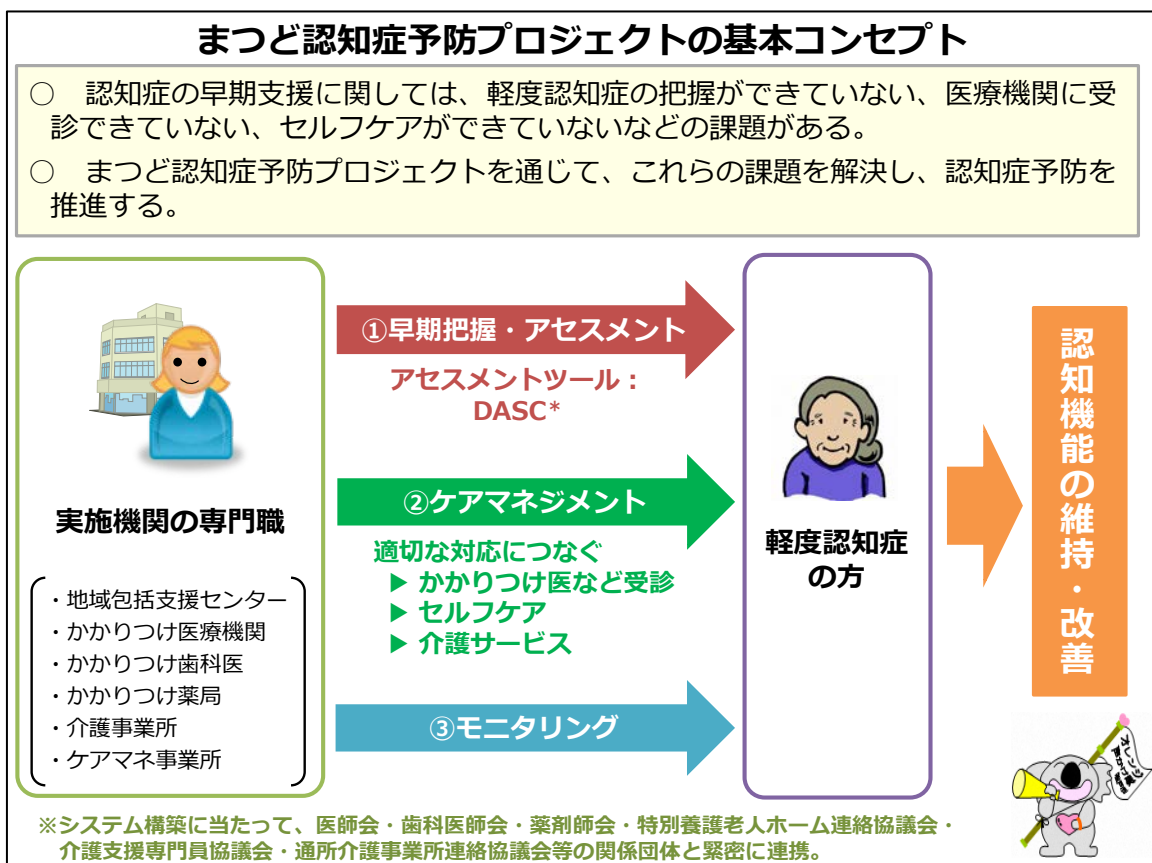 まつど認知症予防プロジェクトの基本コンセプト
○　認知症の早期支援に関しては、軽度認知症の把握ができていない、医療機関に受
診できていない、セルフケアができていないなどの課題がある。
○　まつど認知症予防プロジェクトを通じて、これらの課題を解決し、認知症予防を
推進する。
実施機関の専門職
・地域包括支援センター
・かかりつけ医療機関
・かかりつけ歯科医
・かかりつけ薬局
・介護事業所
・ケアマネ事業所
①早期把握・アセスメント
アセスメントツール：
DASC*
②ケアマネジメント
適切な対応につなぐ
▶ かかりつけ医など受診
▶ セルフケア
▶ 介護サービス
③モニタリング
軽度認知症
の方
認知機能の維持・改善
オレンジ
※システム構築に当たって、医師会・歯科医師会・薬剤師会・特別養護老人ホーム連絡協議会・
介護支援専門員協議会・通所介護事業所連絡協議会等の関係団体と緊密に連携。